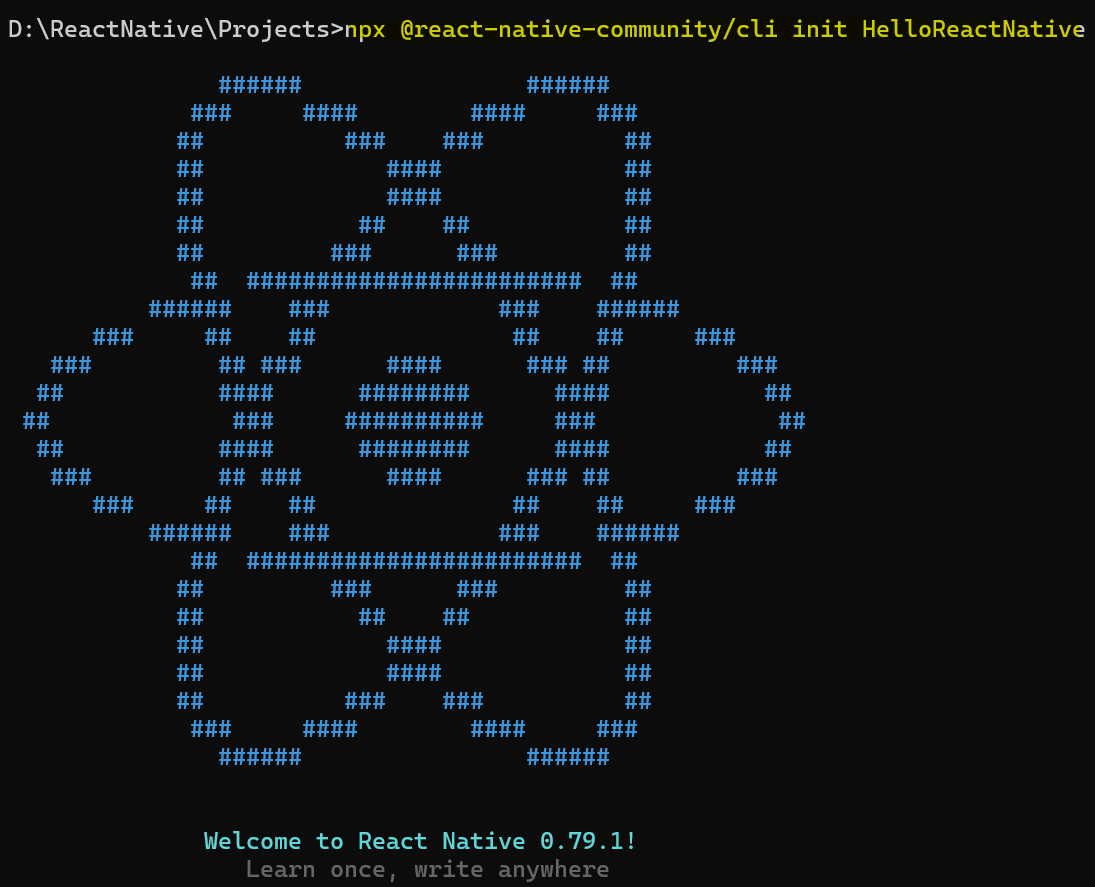 D:\ReactNative\Projects>npx @react-native-community/cli init HelloReactNative
               ######                ######
             ###     ####        ####     ###
            ##          ###    ###          ##
            ##             ####             ##
            ##             ####             ##
            ##           ##    ##           ##
            ##         ###      ###         ##
             ##  ########################  ##
          ######    ###            ###    ######
      ###     ##    ##              ##    ##     ###
   ###         ## ###      ####      ### ##         ###
  ##           ####      ########      ####           ##
 ##             ###     ##########     ###             ##
  ##           ####      ########      ####           ##
   ###         ## ###      ####      ### ##         ###
      ###     ##    ##              ##    ##     ###
          ######    ###            ###    ######
             ##  ########################  ##
            ##         ###      ###         ##
            ##           ##    ##           ##
            ##             ####             ##
            ##             ####             ##
            ##          ###    ###          ##
             ###     ####        ####     ###
               ######                ######
Welcome to React Native 0.79.1!
Learn once, write anywhere